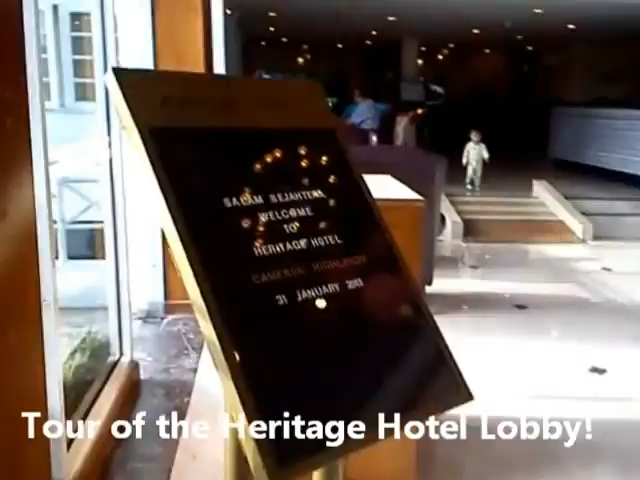 SALAM SEJAHTERA
WELCOME
TO
HERITAGE HOTEL
CAMERON HIGHLANDS
31 JANUARY 2013
Tour of the Heritage Hotel Lobby!